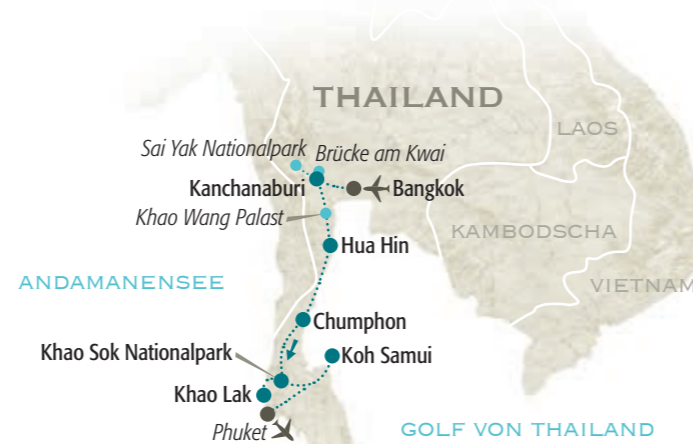 THAILAND
LAOS
Sai Yak Nationalpark
Brücke am Kwai
Kanchanaburi
Bangkok
Khao Wang Palast
KAMBODSCHA
Hua Hin
ANDAMANENSEE
VIETNAM
Chumphon
Khao Sok Nationalpark
Koh Samui
Khao Lak
Phuket
GOLF VON THAILAND